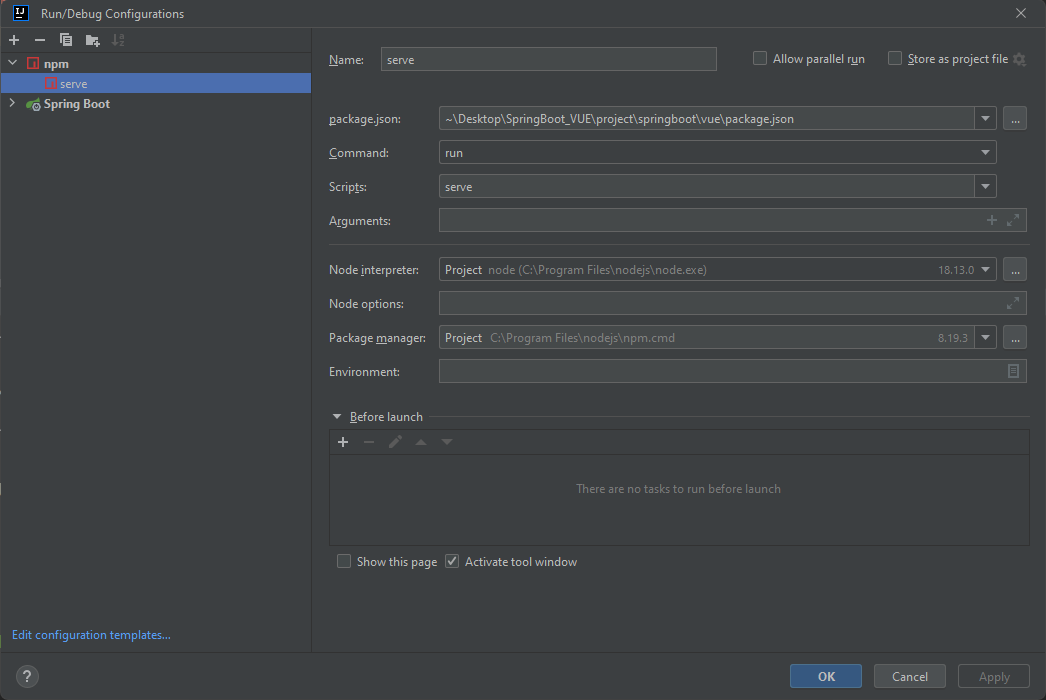 Run/Debug Configurations
npm
serve
Spring Boot
Name: serve Allow parallel run Store as project file
package.json: ~\Desktop\SpringBoot_VUE\project\springboot\vue\package.json ...
Command: run
Scripts: serve
Arguments:
Node interpreter: Project node (C:\Program Files\nodejs\node.exe) 18.13.0 ...
Node options:
Package manager: Project C:\Program Files\nodejs\npm.cmd 8.19.3 ...
Environment:
Before launch
There are no tasks to run before launch
Show this page Activate tool window
Edit configuration templates...
? OK Cancel Apply